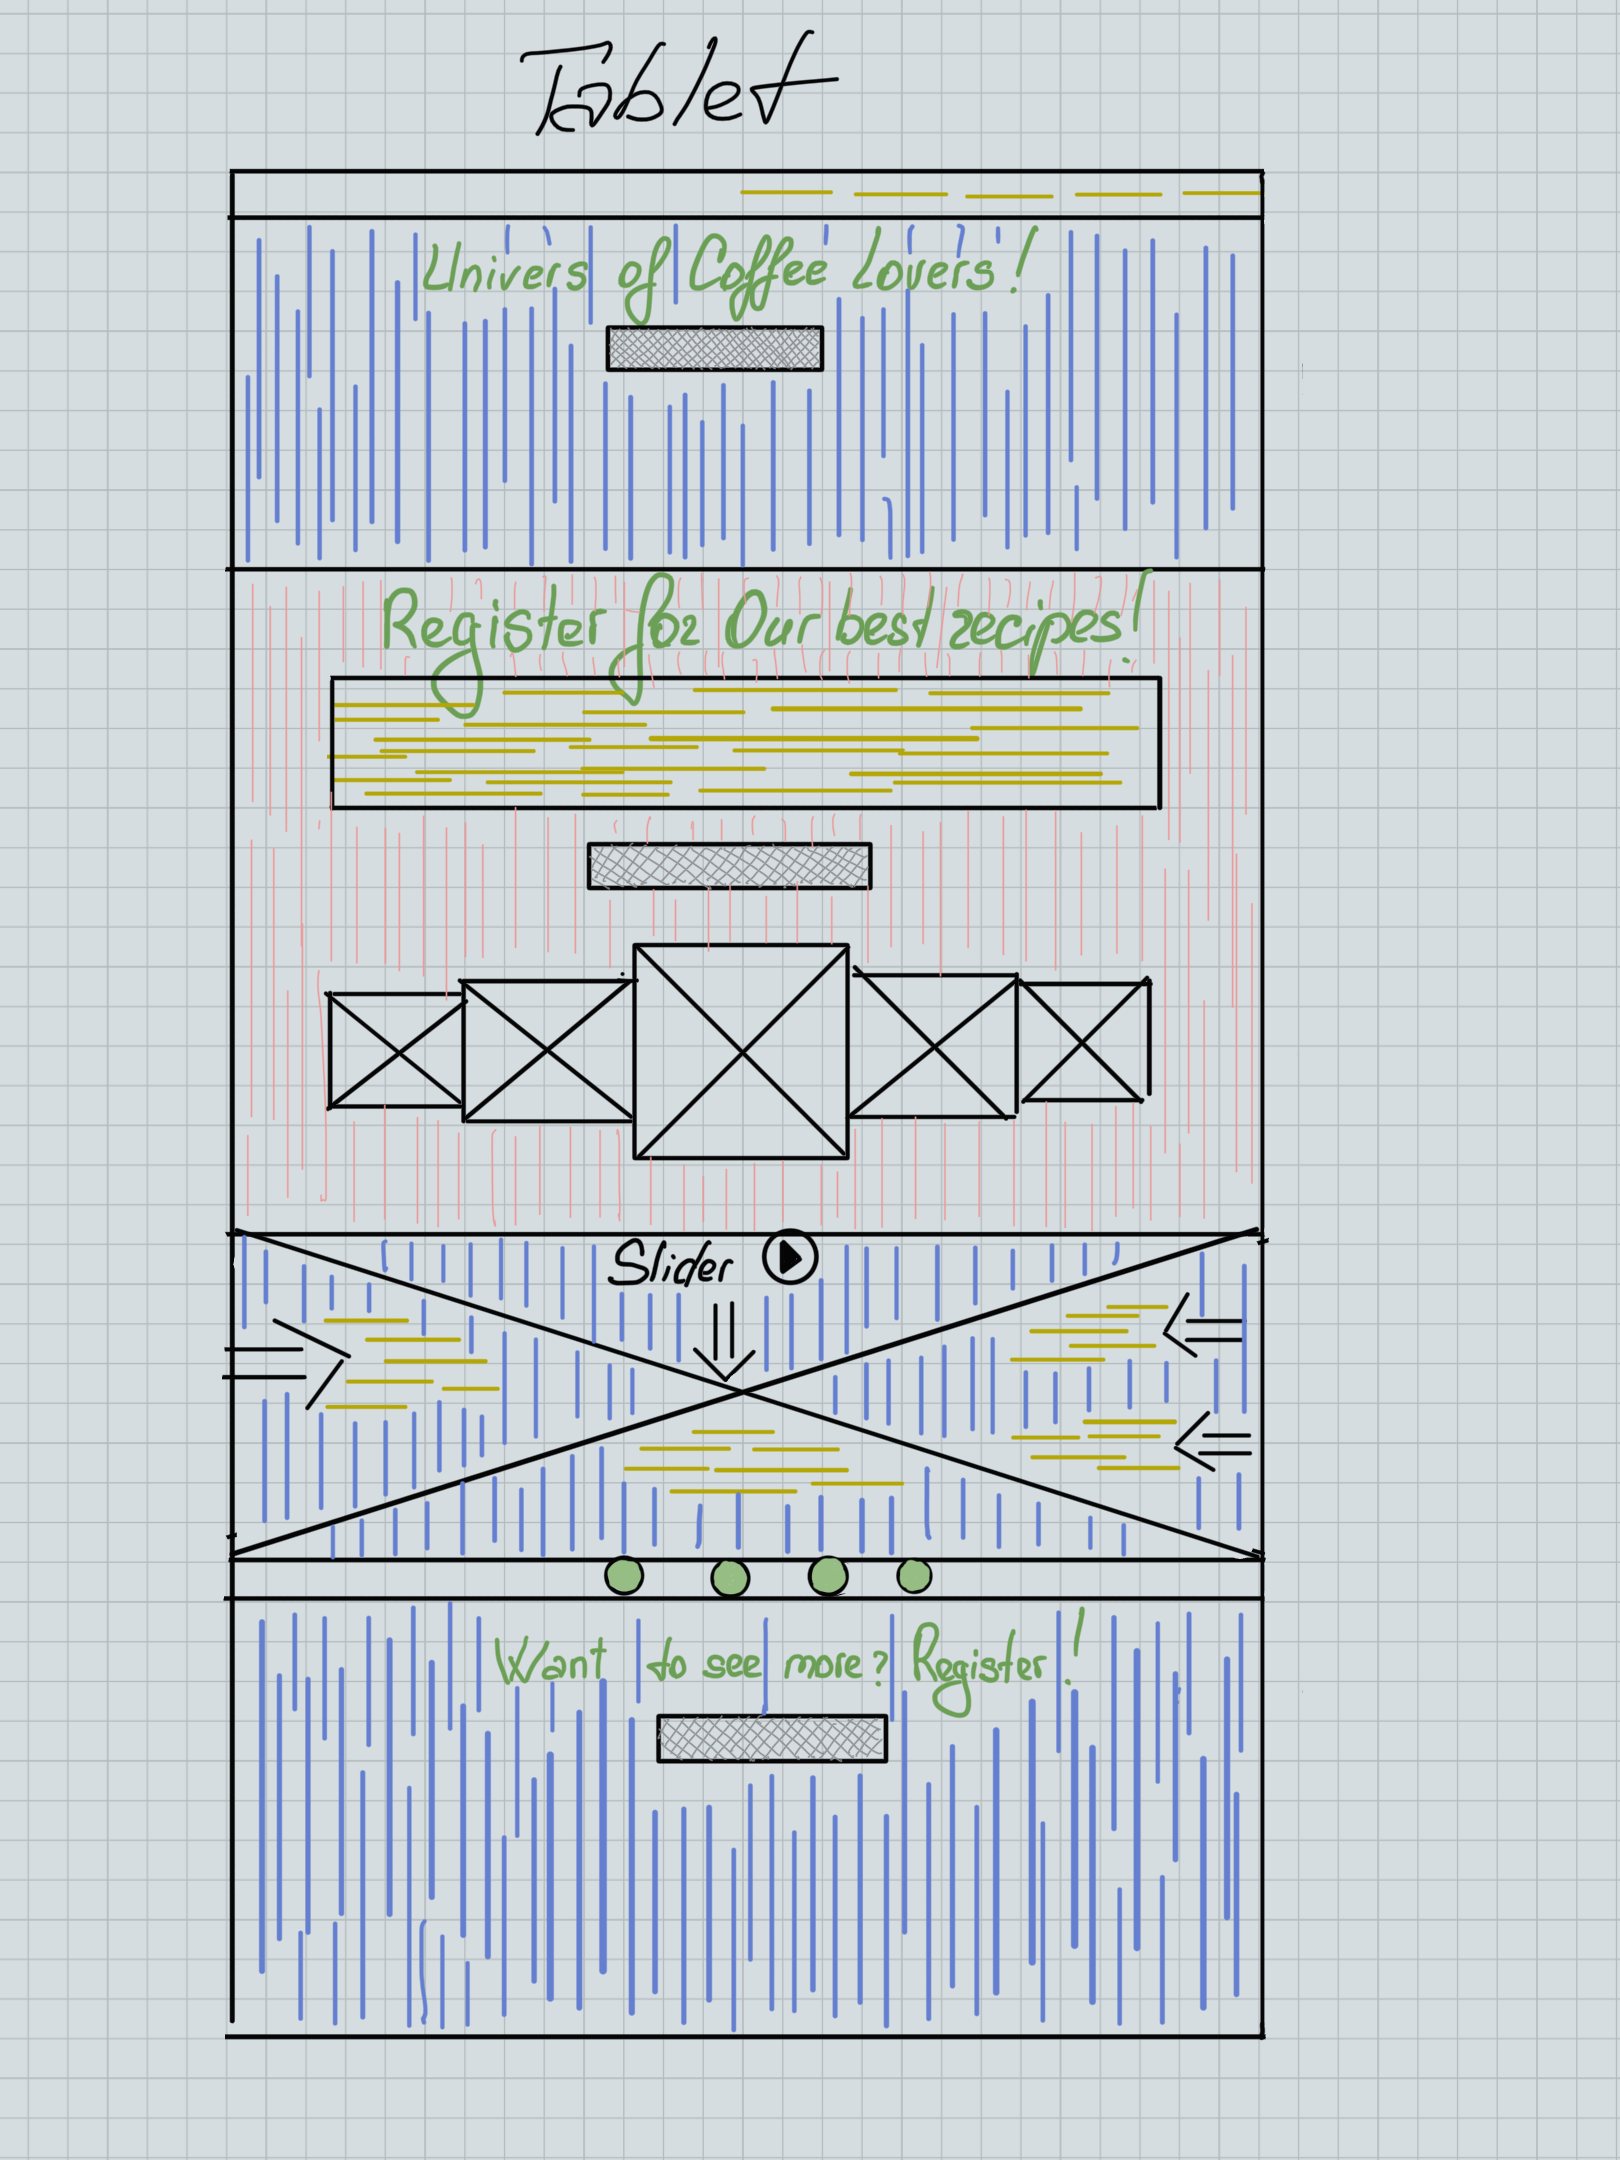 Tablet
Univers of Coffee Lovers!
Register for Our best recipes!
Slider
Want to see more? Register!